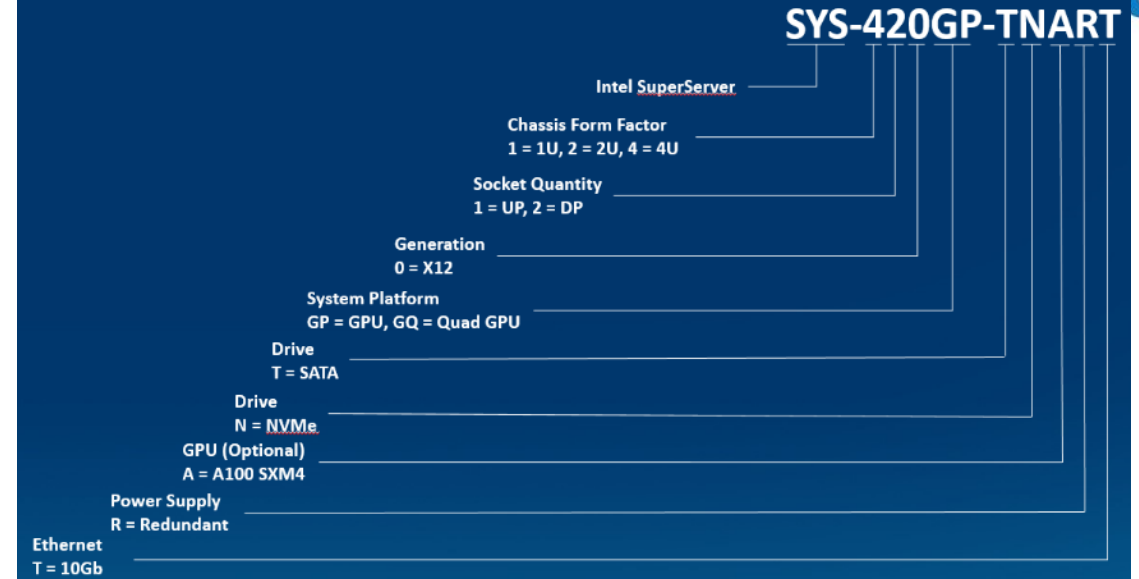 SYS-420GP-TNART
Intel SuperServer
Chassis Form Factor
1 = 1U, 2 = 2U, 4 = 4U
Socket Quantity
1 = UP, 2 = DP
Generation
0 = X12
System Platform
GP = GPU, GQ = Quad GPU
Drive
T = SATA
Drive
N = NVMe
GPU (Optional)
A = A100 SXM4
Power Supply
R = Redundant
Ethernet
T = 10Gb